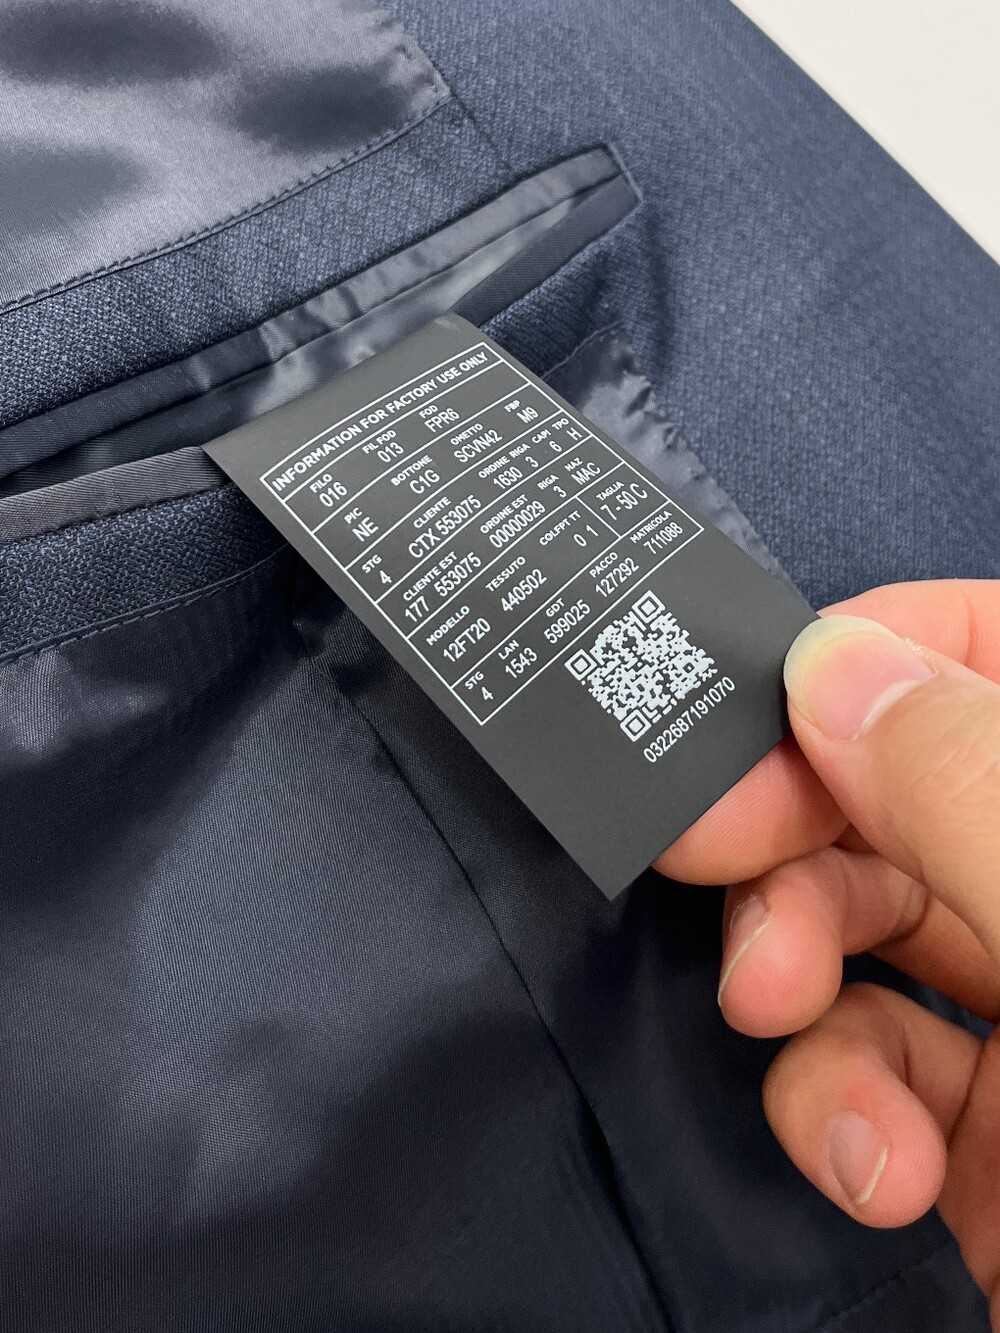 INFORMATION FOR FACTORY USE ONLY
FILO FIL FOD FOD FBP
016 013 FPR6 M9
PIC BOTTONE OMETTO
NE C1G SCVN42
STG CLIENTE ORDINE RIGA CAPI TPO
4 CTX 553075 1630 3 6 H
CLIENTE EST ORDINE EST RIGA NAZ
177 553075 00000029 3 MAC
MODELLO TESSUTO COLFPT TT TAGLIA
12FT20 440502 0 1 7 - 50 C
STG LAN GDT PACCO MATRICOLA
4 1543 599025 127292 711088
0322687191070